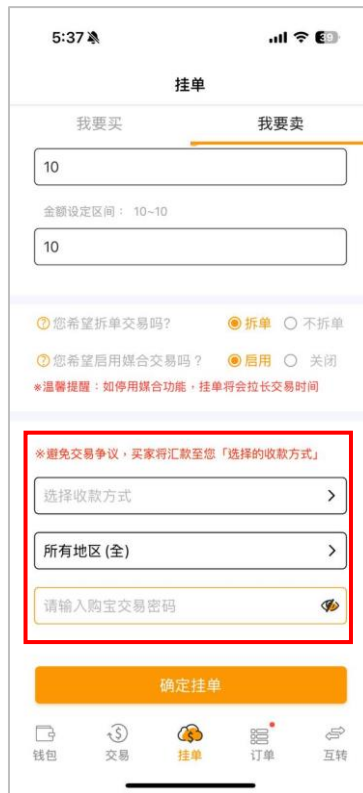 5:37
39
挂单
我要买 我要卖
10
金额设定区间： 10~10
10
?您希望拆单交易吗? 拆单 不拆单
?您希望启用媒合交易吗？ 启用 关闭
※温馨提醒：如停用媒合功能，挂单将会拉长交易时间
※避免交易争议，买家将汇款至您「选择的收款方式」
选择收款方式
所有地区 (全)
请输入购宝交易密码
确定挂单
钱包 交易 挂单 订单 互转